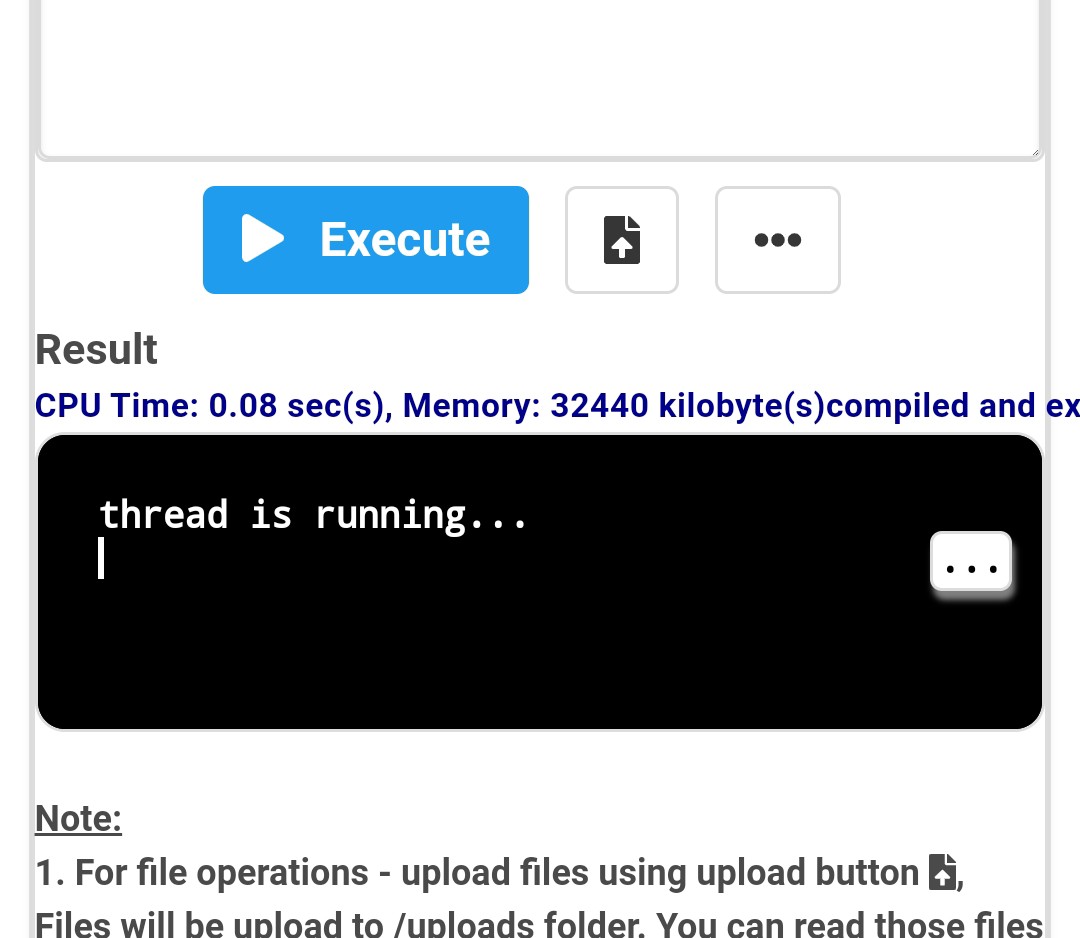 Execute
Result
CPU Time: 0.08 sec(s), Memory: 32440 kilobyte(s)compiled and ex
thread is running...
...
Note:
1. For file operations - upload files using upload button ,
Files will be upload to /uploads folder. You can read those files